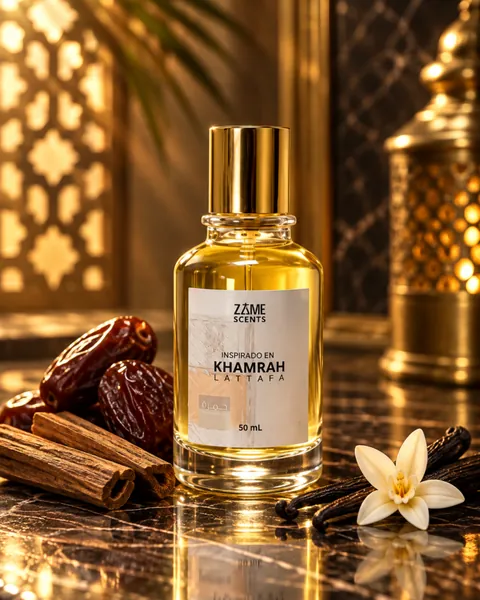 ZAME
SCENTS
INSPIRADO EN
KHAMRAH
LATTAFA
50 mL